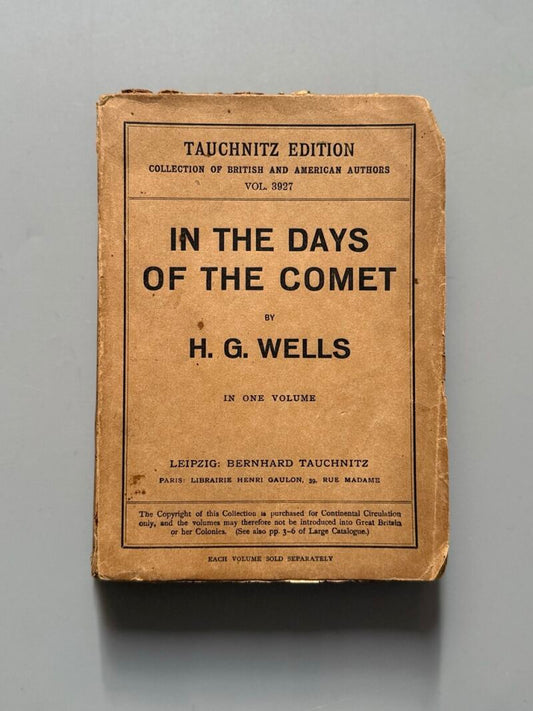 TAUCHNITZ EDITION
COLLECTION OF BRITISH AND AMERICAN AUTHORS
VOL. 3927
IN THE DAYS
OF THE COMET
BY
H. G. WELLS
IN ONE VOLUME
LEIPZIG: BERNHARD TAUCHNITZ
PARIS: LIBRAIRIE HENRI GAULON, 39, RUE MADAME
The Copyright of this Collection is purchased for Continental Circulation
only, and the volumes may therefore not be introduced into Great Britain
or her Colonies. (See also pp. 3–6 of Large Catalogue.)
EACH VOLUME SOLD SEPARATELY